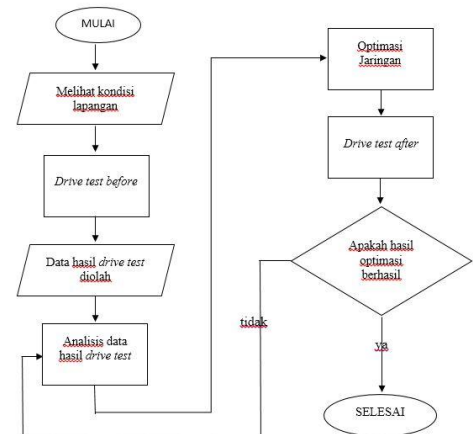 MULAI
Melihat kondisi
lapangan
Drive test before
Data hasil drive test
diolah
Analisis data
hasil drive test
Optimasi
Jaringan
Drive test after
Apakah hasil
optimasi
berhasil
tidak
ya
SELESAI